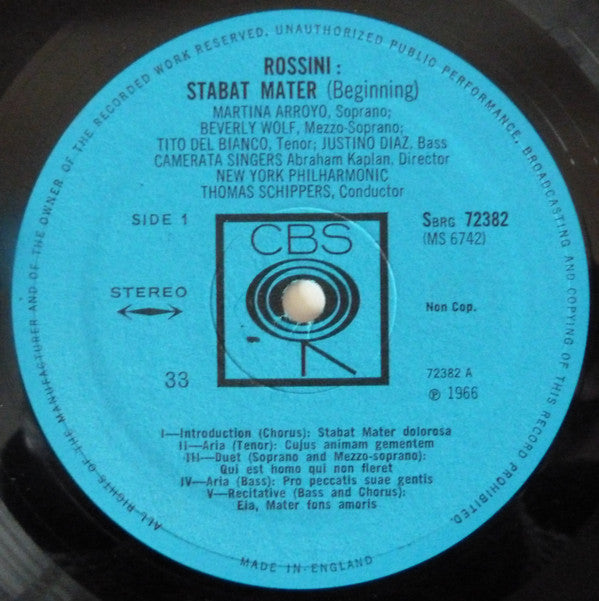 ALL RIGHTS OF THE MANUFACTURER AND OF THE OWNER OF THE RECORDED WORK RESERVED. UNAUTHORIZED PUBLIC PERFORMANCE, BROADCASTING AND COPYING OF THIS RECORD PROHIBITED.
ROSSINI:
STABAT MATER (Beginning)
MARTINA ARROYO, Soprano;
BEVERLY WOLF, Mezzo-Soprano;
TITO DEL BIANCO, Tenor; JUSTINO DIAZ, Bass
CAMERATA SINGERS Abraham Kaplan, Director
NEW YORK PHILHARMONIC
THOMAS SCHIPPERS, Conductor
SIDE 1
SBRG 72382
(MS 6742)
CBS
STEREO
Non Cop.
33
72382 A
℗ 1966
I—Introduction (Chorus): Stabat Mater dolorosa
II—Aria (Tenor): Cujus animam gementem
III—Duet (Soprano and Mezzo-soprano):
Qui est homo qui non fleret
IV—Aria (Bass): Pro peccatis suae gentis
V—Recitative (Bass and Chorus):
Eia, Mater fons amoris
MADE IN ENGLAND